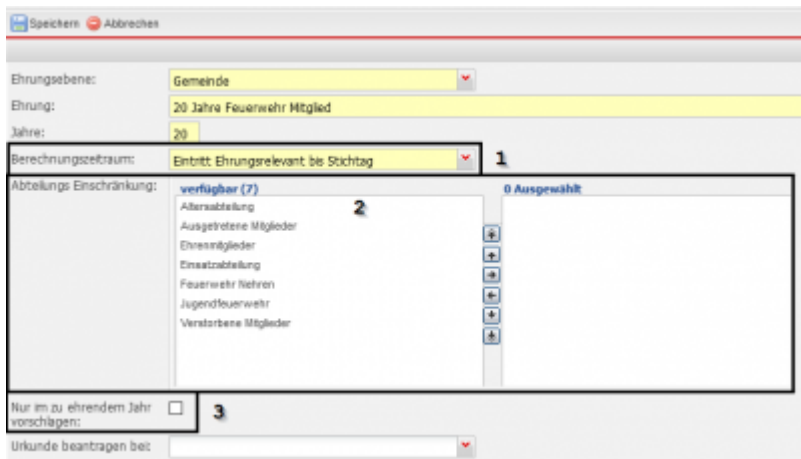 Speichern Abbrechen
Ehrungsebene: Gemeinde
Ehrung: 20 Jahre Feuerwehr Mitglied
Jahre: 20
Berechnungszeitraum: Eintritt Ehrungsrelevant bis Stichtag 1
Abteilungs Einschränkung: verfügbar (7) 0 Ausgewählt
Altersabteilung 2
Ausgetretene Mitglieder
Ehrenmitglieder
Einsatzabteilung
Feuerwehr Nehren
Jugendfeuerwehr
Verstorbene Mitglieder
Nur im zu ehrendem Jahr
vorschlagen: 3
Urkunde beantragen bei: